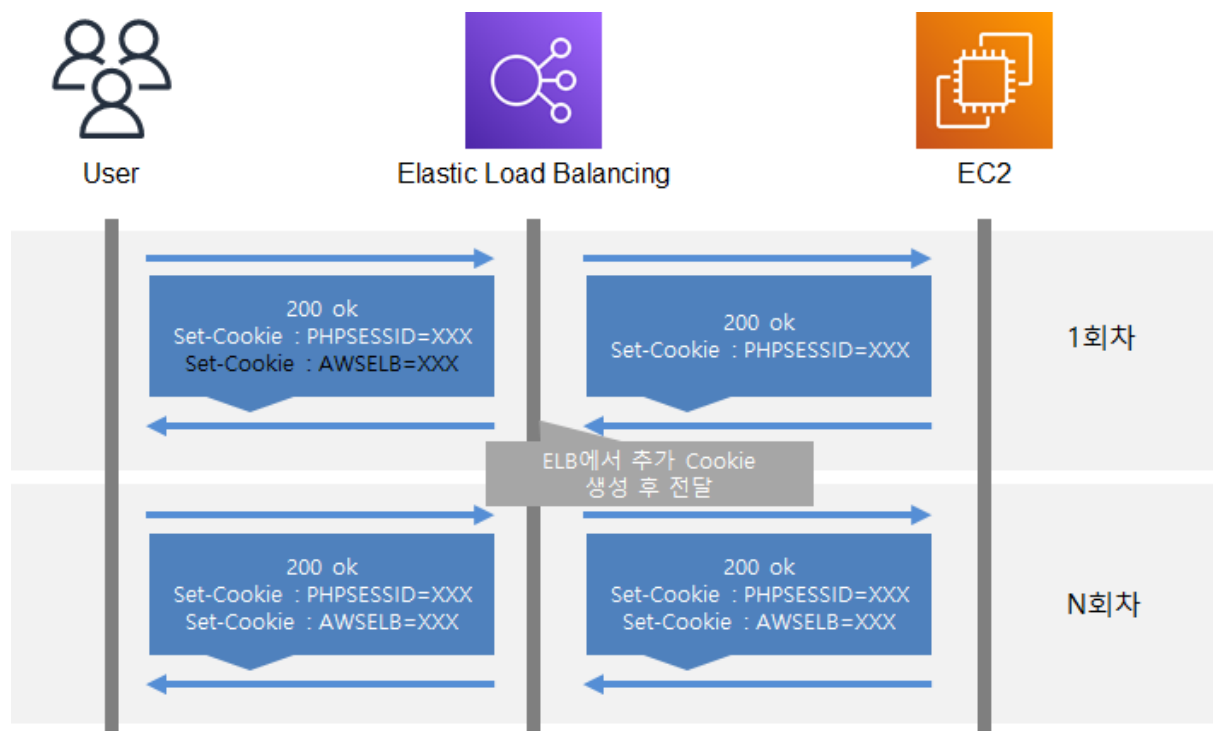 User
Elastic Load Balancing
EC2
200 ok
Set-Cookie : PHPSESSID=XXX
Set-Cookie : AWSELB=XXX
200 ok
Set-Cookie : PHPSESSID=XXX
1회차
ELB에서 추가 Cookie
생성 후 전달
200 ok
Set-Cookie : PHPSESSID=XXX
Set-Cookie : AWSELB=XXX
200 ok
Set-Cookie : PHPSESSID=XXX
Set-Cookie : AWSELB=XXX
N회차